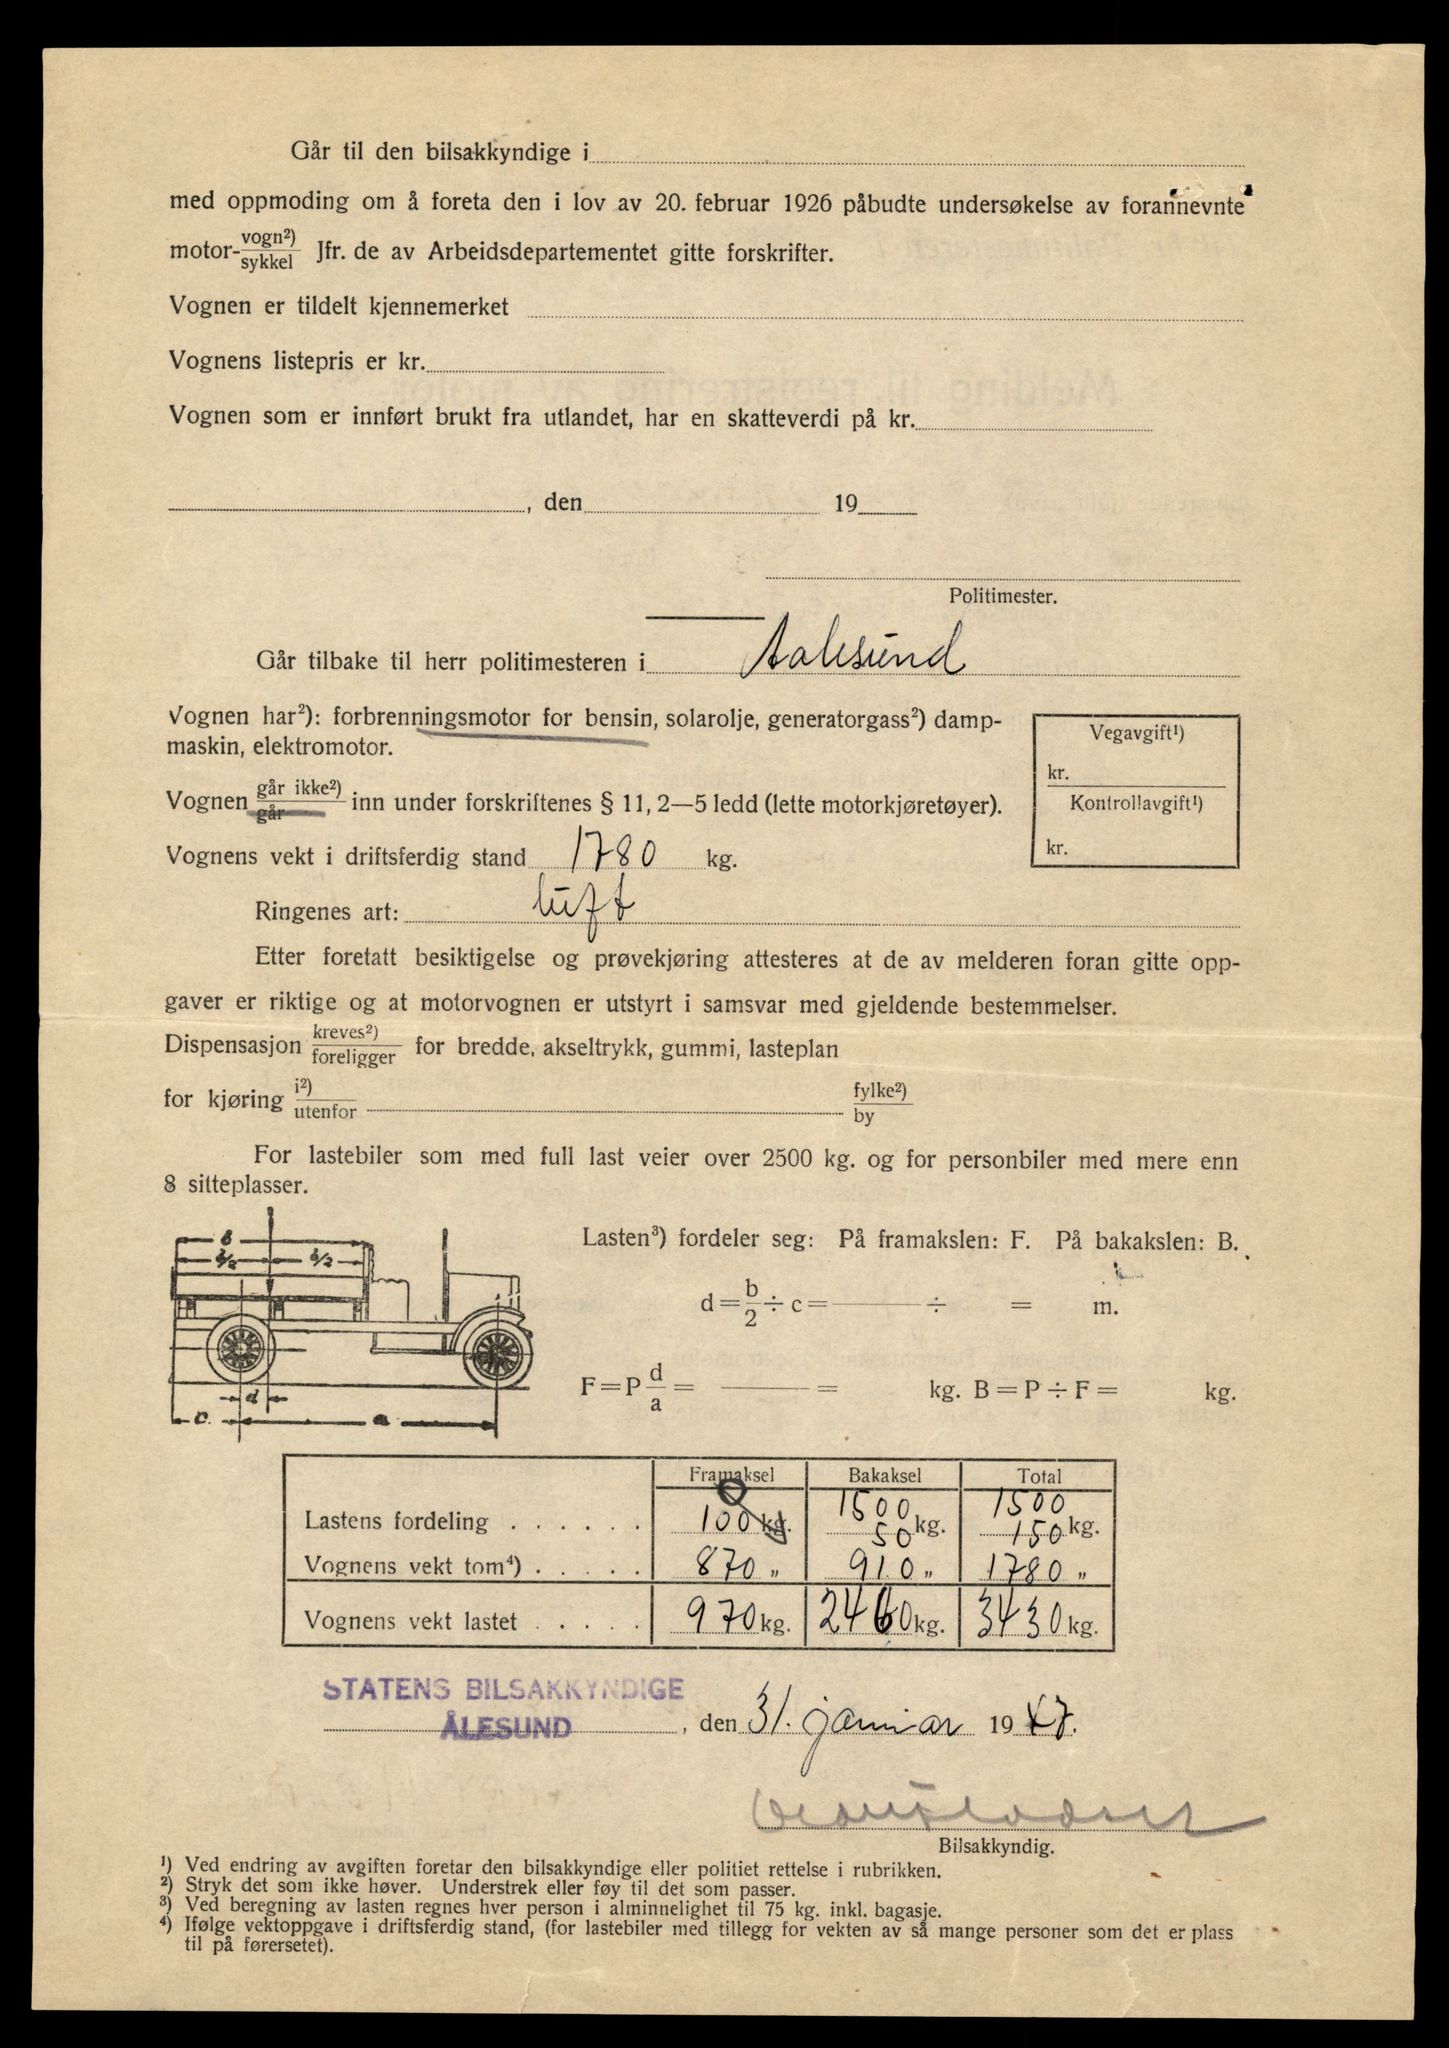 Går til den bilsakkyndige i
med oppmoding om å foreta den i lov av 20. februar 1926 påbudte undersøkelse av forannevnte
motor- vogn²) / sykkel Jfr. de av Arbeidsdepartementet gitte forskrifter.
Vognen er tildelt kjennemerket
Vognens listepris er kr.
Vognen som er innført brukt fra utlandet, har en skatteverdi på kr.
, den 19
Politimester.
Går tilbake til herr politimesteren i Aalesund
Vognen har²): forbrenningsmotor for bensin, solarolje, generatorgass²) damp-
maskin, elektromotor.
Vegavgift¹)
kr.
Kontrollavgift¹)
kr.
Vognen går ikke²) / går inn under forskriftenes § 11, 2—5 ledd (lette motorkjøretøyer).
Vognens vekt i driftsferdig stand 1780 kg.
Ringenes art: luft
Etter foretatt besiktigelse og prøvekjøring attesteres at de av melderen foran gitte opp-
gaver er riktige og at motorvognen er utstyrt i samsvar med gjeldende bestemmelser.
Dispensasjon kreves²) / foreligger for bredde, akseltrykk, gummi, lasteplan
for kjøring i²) / utenfor fylke²) / by
For lastebiler som med full last veier over 2500 kg. og for personbiler med mere enn
8 sitteplasser.
b
b/2 b/2
d
c. a
Lasten³) fordeler seg: På framakslen: F. På bakakslen: B.
d = b/2 ÷ c = ÷ = m.
F = P d/a = = kg. B = P ÷ F = kg.
Framaksel Bakaksel Total
0 1500 1500
Lastens fordeling . . . . . . 100 kg. 50 kg. 150 kg.
Vognens vekt tom⁴) . . . . . 870 „ 910 „ 1780 „
Vognens vekt lastet . . . . . 970 kg. 2460 kg. 3430 kg.
STATENS BILSAKKYNDIGE
ÅLESUND , den 31. januar 1947.
Bilsakkyndig.
¹) Ved endring av avgiften foretar den bilsakkyndige eller politiet rettelse i rubrikken.
²) Stryk det som ikke høver. Understrek eller føy til det som passer.
³) Ved beregning av lasten regnes hver person i alminnelighet til 75 kg. inkl. bagasje.
⁴) Ifølge vektoppgave i driftsferdig stand, (for lastebiler med tillegg for vekten av så mange personer som det er plass
til på førersetet).